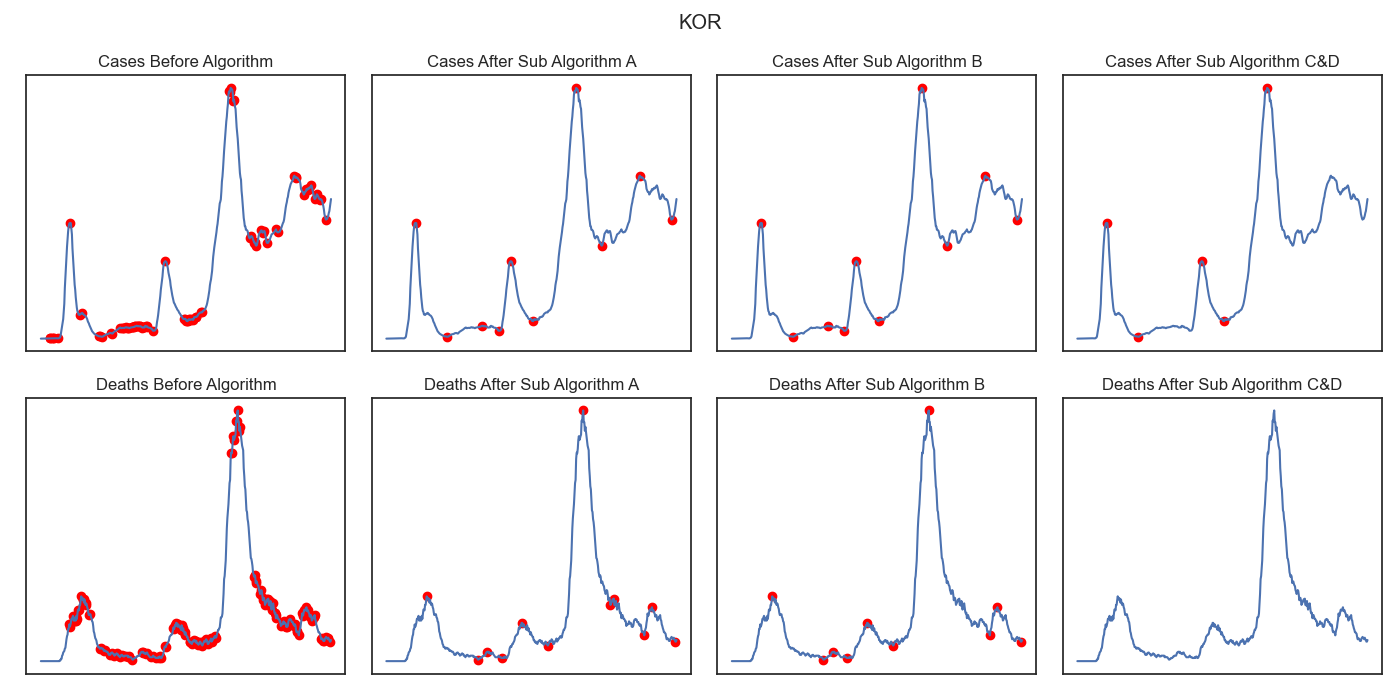 KOR
Cases Before Algorithm
Cases After Sub Algorithm A
Cases After Sub Algorithm B
Cases After Sub Algorithm C&D
Deaths Before Algorithm
Deaths After Sub Algorithm A
Deaths After Sub Algorithm B
Deaths After Sub Algorithm C&D